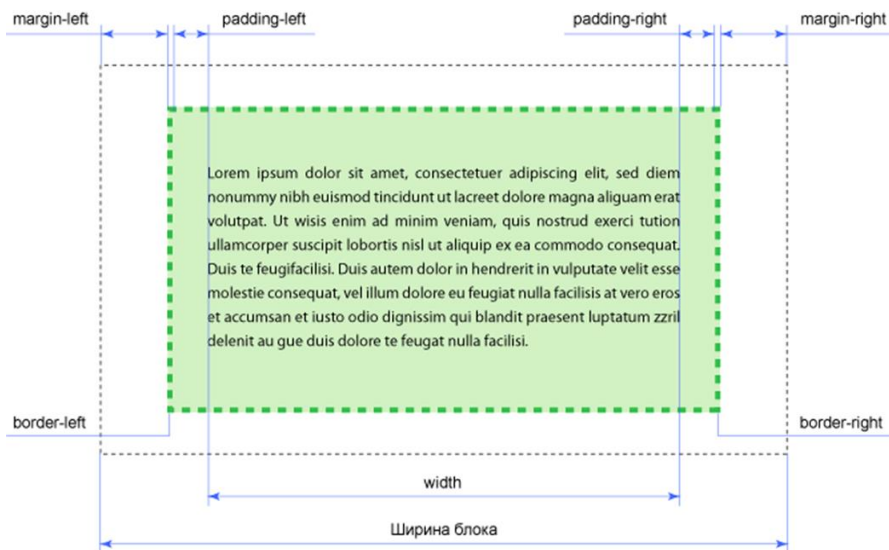 margin-left
padding-left
padding-right
margin-right
Lorem ipsum dolor sit amet, consectetuer adipiscing elit, sed diem
nonummy nibh euismod tincidunt ut lacreet dolore magna aliguam erat
volutpat. Ut wisis enim ad minim veniam, quis nostrud exerci tution
ullamcorper suscipit lobortis nisl ut aliquip ex ea commodo consequat.
Duis te feugifacilisi. Duis autem dolor in hendrerit in vulputate velit esse
molestie consequat, vel illum dolore eu feugiat nulla facilisis at vero eros
et accumsan et iusto odio dignissim qui blandit praesent luptatum zzril
delenit au gue duis dolore te feugat nulla facilisi.
border-left
border-right
width
Ширина блока